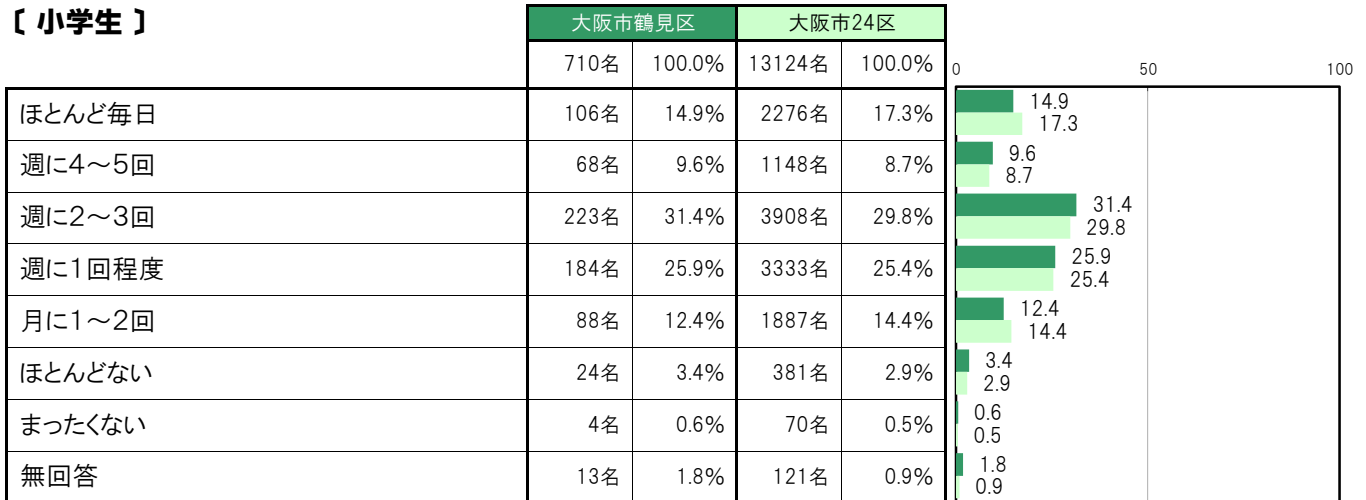 〔 小学生 〕
大阪市鶴見区 大阪市24区
710名 100.0% 13124名 100.0%
0 50 100
ほとんど毎日 106名 14.9% 2276名 17.3% 14.9
17.3
週に4～5回 68名 9.6% 1148名 8.7% 9.6
8.7
週に2～3回 223名 31.4% 3908名 29.8% 31.4
29.8
週に1回程度 184名 25.9% 3333名 25.4% 25.9
25.4
月に1～2回 88名 12.4% 1887名 14.4% 12.4
14.4
ほとんどない 24名 3.4% 381名 2.9% 3.4
2.9
まったくない 4名 0.6% 70名 0.5% 0.6
0.5
無回答 13名 1.8% 121名 0.9% 1.8
0.9